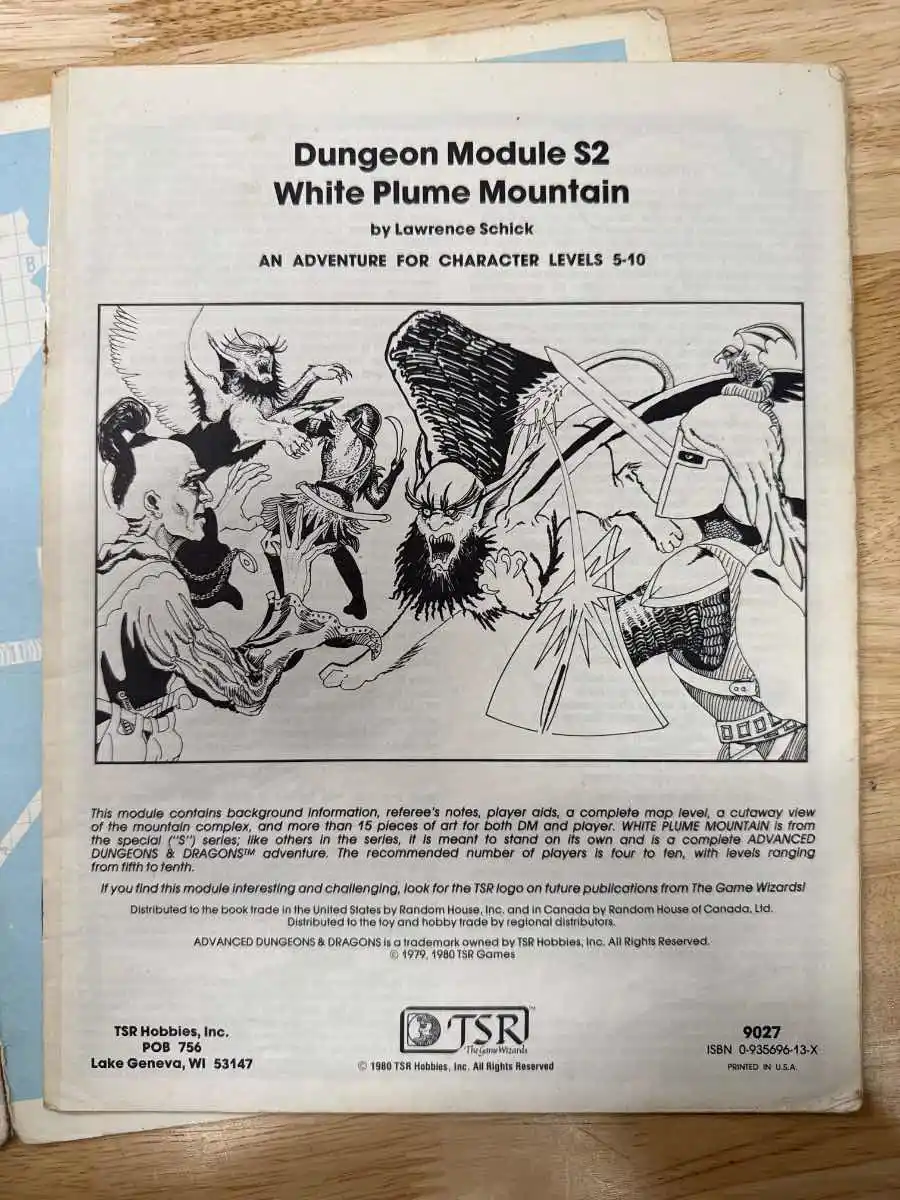 Dungeon Module S2
White Plume Mountain
by Lawrence Schick
AN ADVENTURE FOR CHARACTER LEVELS 5-10
B
This module contains background information, referee's notes, player aids, a complete map level, a cutaway view
of the mountain complex, and more than 15 pieces of art for both DM and player. WHITE PLUME MOUNTAIN is from
the special ("S") series; like others in the series, it is meant to stand on its own and is a complete ADVANCED
DUNGEONS & DRAGONS™ adventure. The recommended number of players is four to ten, with levels ranging
from fifth to tenth.
If you find this module interesting and challenging, look for the TSR logo on future publications from The Game Wizards!
Distributed to the book trade in the United States by Random House, Inc. and in Canada by Random House of Canada, Ltd.
Distributed to the toy and hobby trade by regional distributors.
ADVANCED DUNGEONS & DRAGONS is a trademark owned by TSR Hobbies, Inc. All Rights Reserved.
© 1979, 1980 TSR Games
TSR Hobbies, Inc.
POB 756
Lake Geneva, WI 53147
TSR™
The Game Wizards
© 1980 TSR Hobbies, Inc. All Rights Reserved
9027
ISBN 0-935696-13-X
PRINTED IN U.S.A.